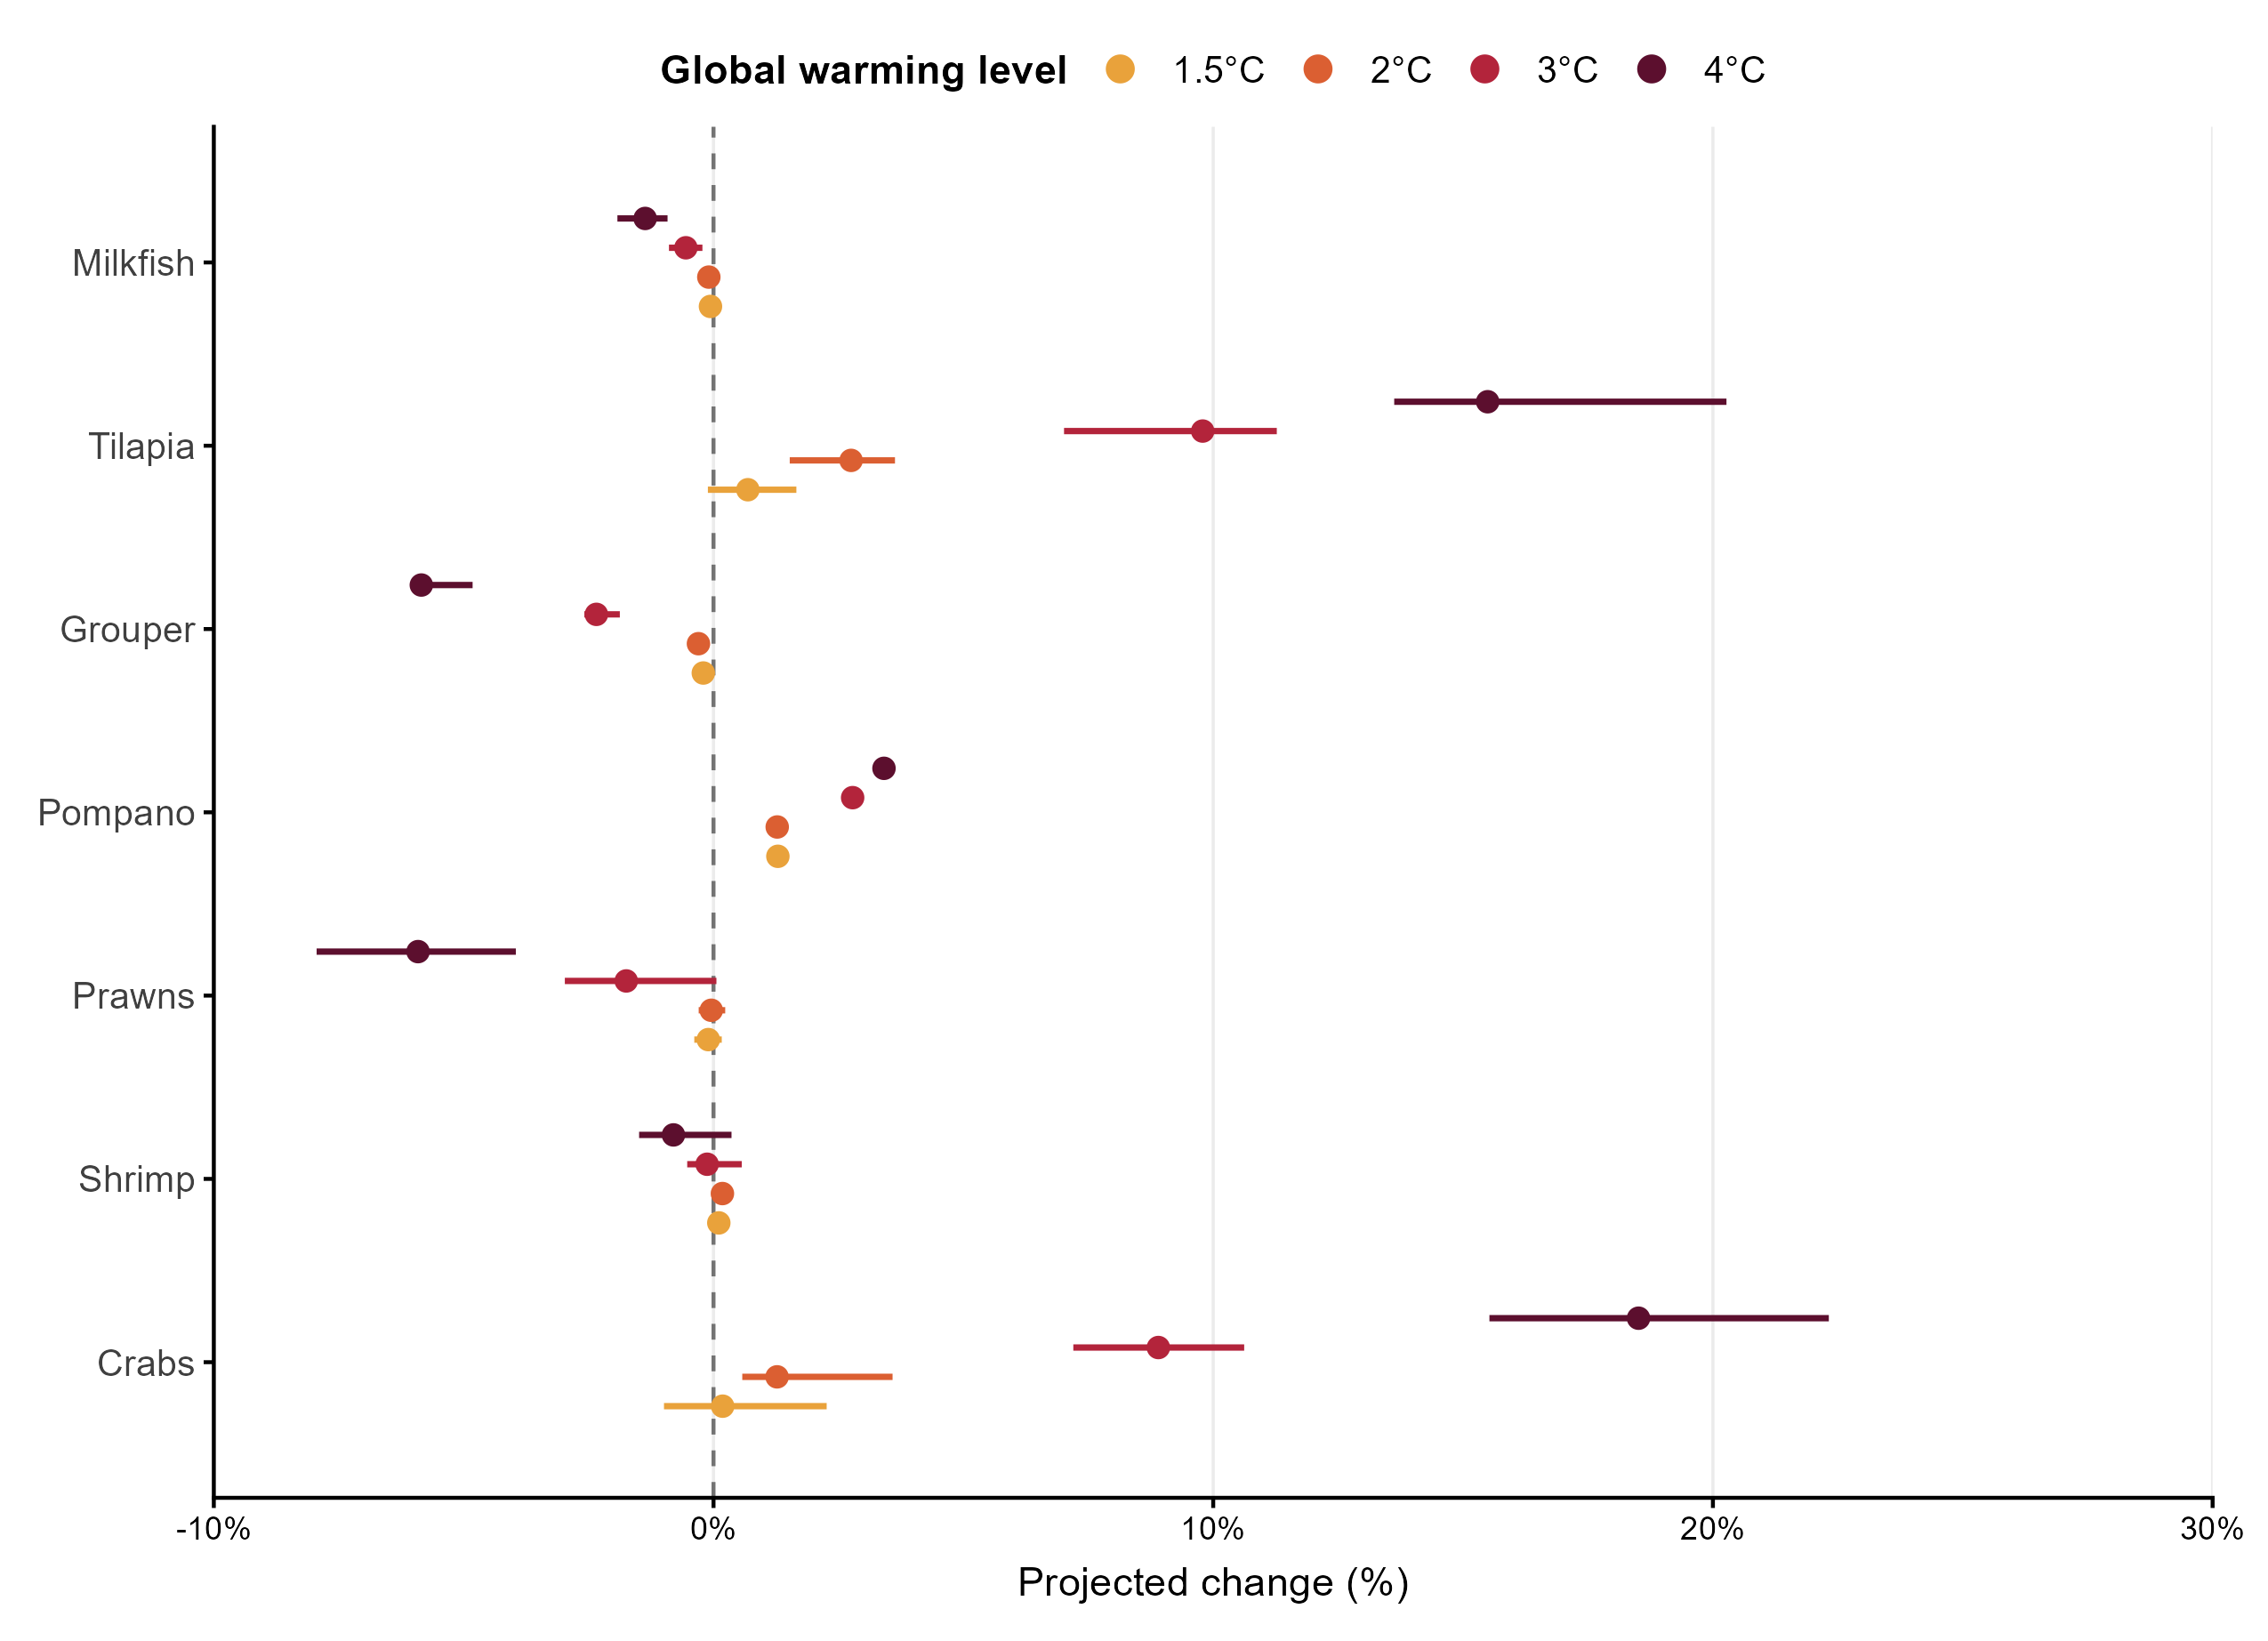 Global warming level 1.5°C 2°C 3°C 4°C
Milkfish
Tilapia
Grouper
Pompano
Prawns
Shrimp
Crabs
-10% 0% 10% 20% 30%
Projected change (%)